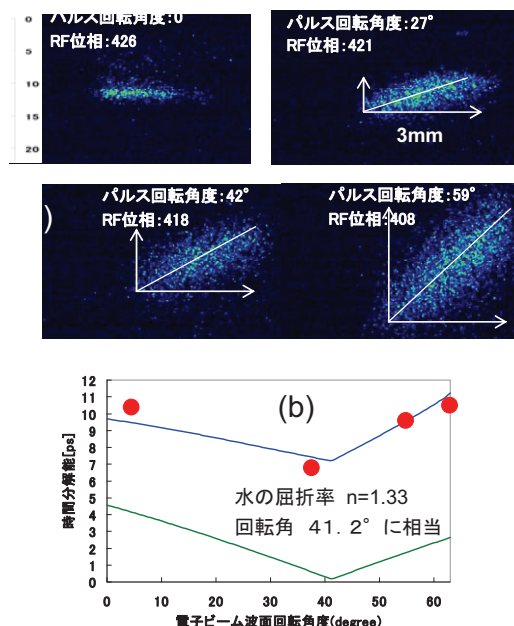 パルス回転角度:0
RF位相:426
0
5
10
15
20
パルス回転角度:27°
RF位相:421
3mm
)
パルス回転角度:42°
RF位相:418
パルス回転角度:59°
RF位相:408
(b)
水の屈折率 n=1.33
回転角 41.2°に相当
時間分解能[ps]
12
11
10
9
8
7
6
5
4
3
2
1
0
0 10 20 30 40 50 60
電子ビーム波面回転角度(degree)